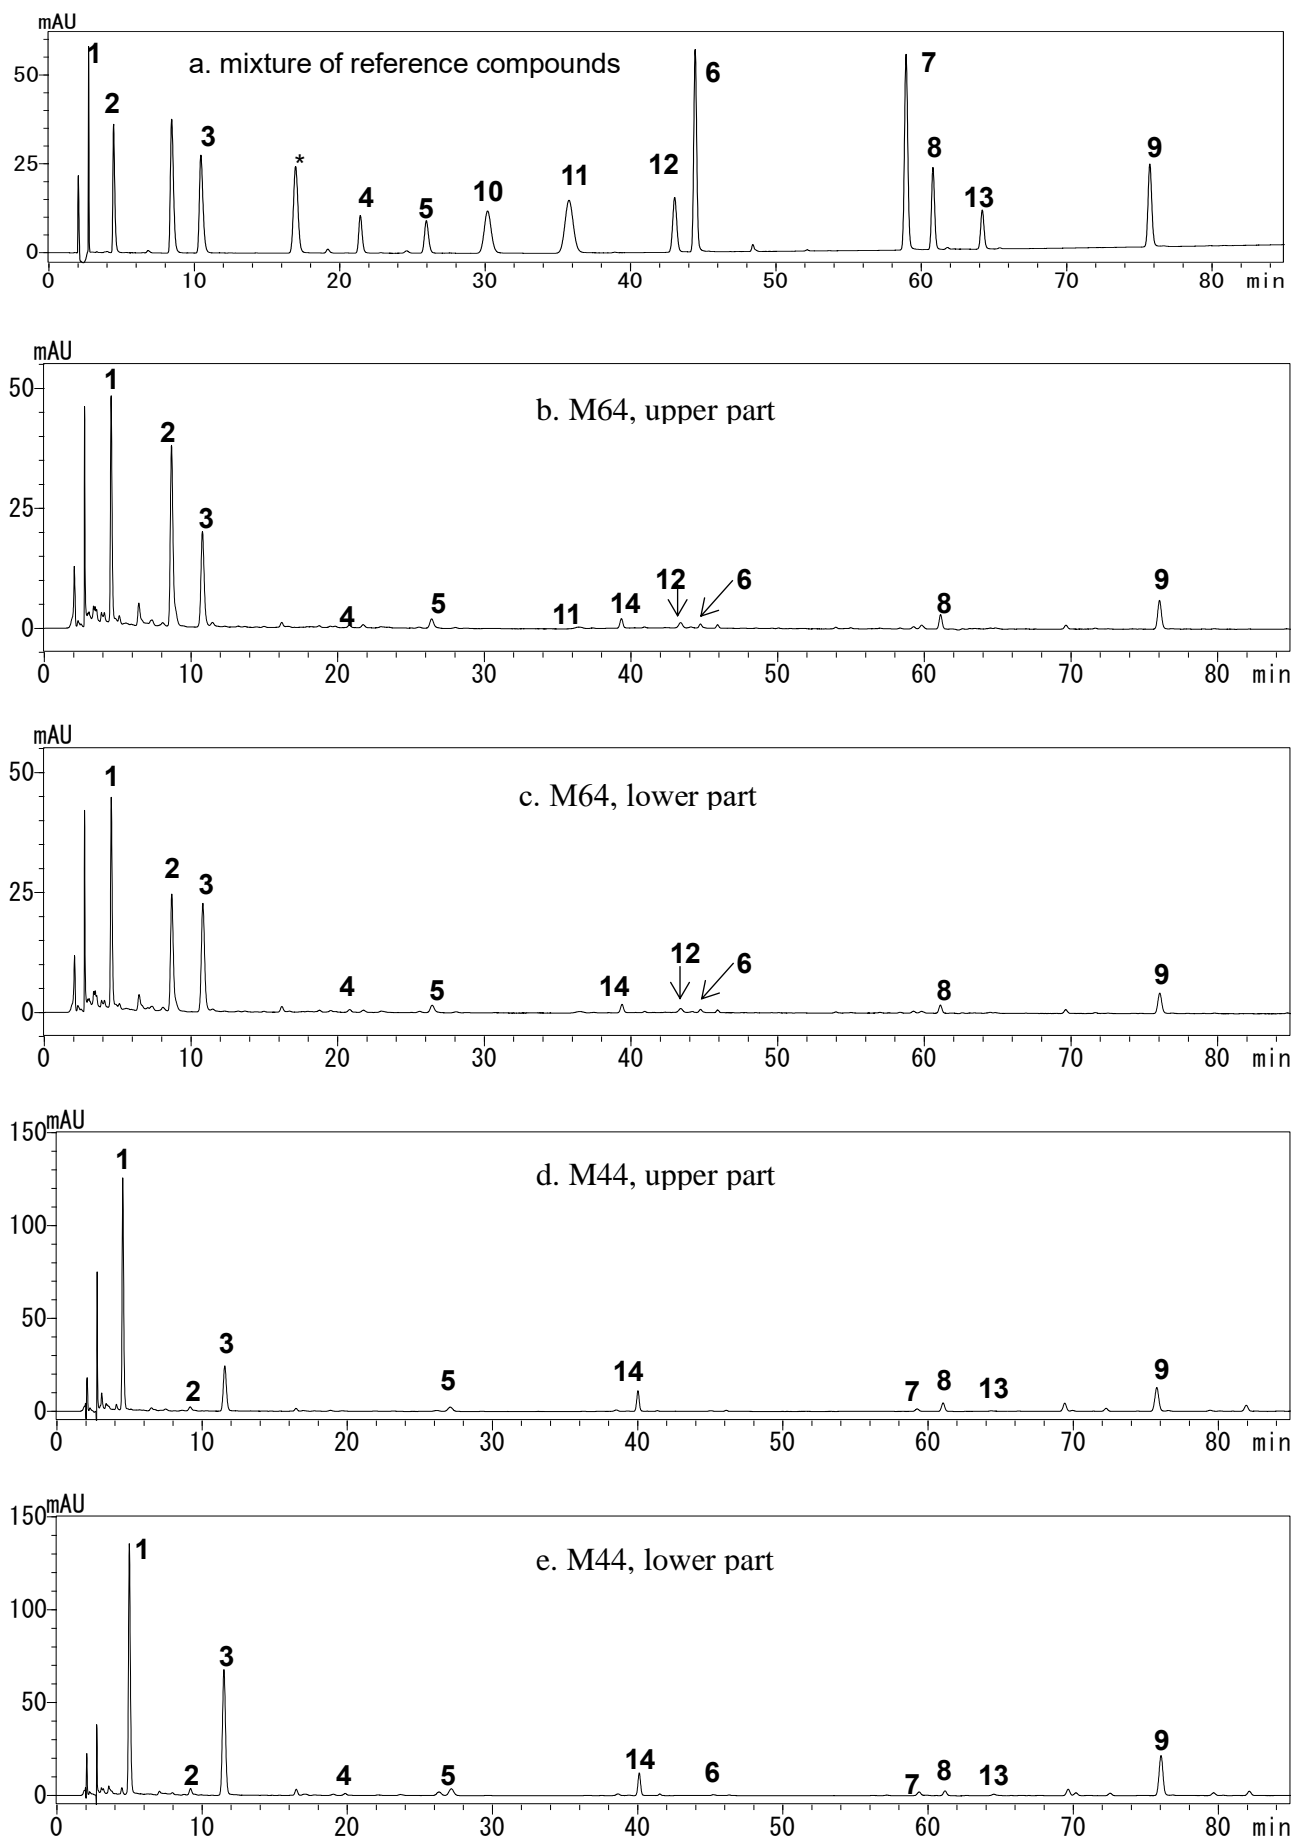 mAU
a. mixture of reference compounds
1 2 3 * 4 5 10 11 12 6 7 8 13 9
50
25
0
0 10 20 30 40 50 60 70 80 min
mAU
b. M64, upper part
1 2 3 4 5 11 14 12 6 8 9
50
25
0
0 10 20 30 40 50 60 70 80 min
mAU
c. M64, lower part
1 2 3 4 5 14 12 6 8 9
50
25
0
0 10 20 30 40 50 60 70 80 min
mAU
d. M44, upper part
1 2 3 5 14 7 8 13 9
150
100
50
0
0 10 20 30 40 50 60 70 80 min
mAU
e. M44, lower part
1 2 3 4 5 14 6 7 8 13 9
150
100
50
0
0 10 20 30 40 50 60 70 80 min